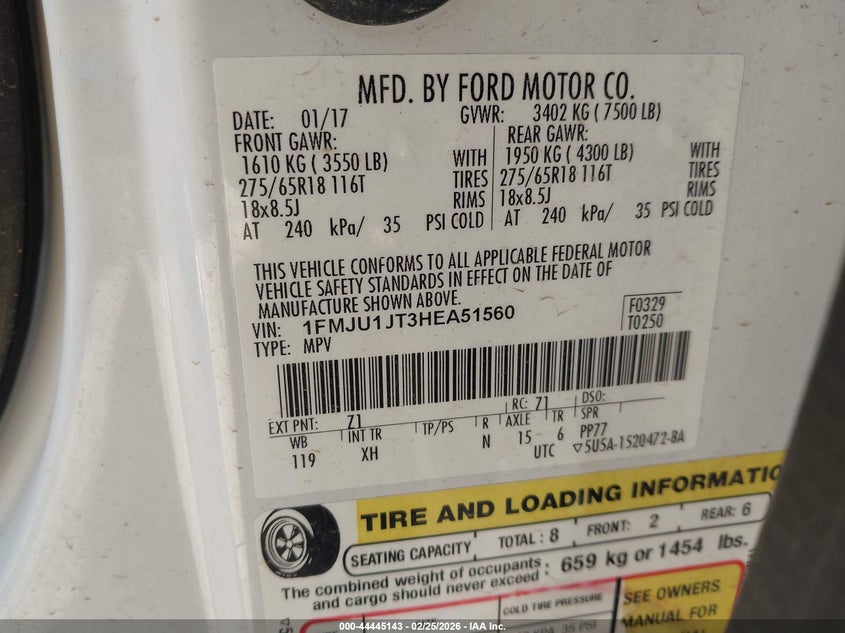 MFD. BY FORD MOTOR CO.
DATE: 01/17 GVWR: 3402 KG ( 7500 LB)
FRONT GAWR: REAR GAWR:
1610 KG ( 3550 LB) WITH 1950 KG ( 4300 LB) WITH
275/65R18 116T TIRES 275/65R18 116T TIRES
18x8.5J RIMS 18x8.5J RIMS
AT 240 kPa/ 35 PSI COLD AT 240 kPa/ 35 PSI COLD
THIS VEHICLE CONFORMS TO ALL APPLICABLE FEDERAL MOTOR
VEHICLE SAFETY STANDARDS IN EFFECT ON THE DATE OF
MANUFACTURE SHOWN ABOVE.
VIN: 1FMJU1JT3HEA51560 F0329
TYPE: MPV T0250
EXT PNT: Z1 RC: Z1 DSO:
WB INT TR TP/PS R AXLE TR SPR
119 XH N 15 6 PP77
UTC ▽5U5A-1520472-BA
TIRE AND LOADING INFORMATIO
SEATING CAPACITY TOTAL : 8 FRONT: 2 REAR: 6
The combined weight of occupants and cargo should never exceed : 659 kg or 1454 lbs.
COLD TIRE PRESSURE SEE OWNERS
35 PSI MANUAL FOR
000-44445143 - 02/25/2026 - IAA Inc.